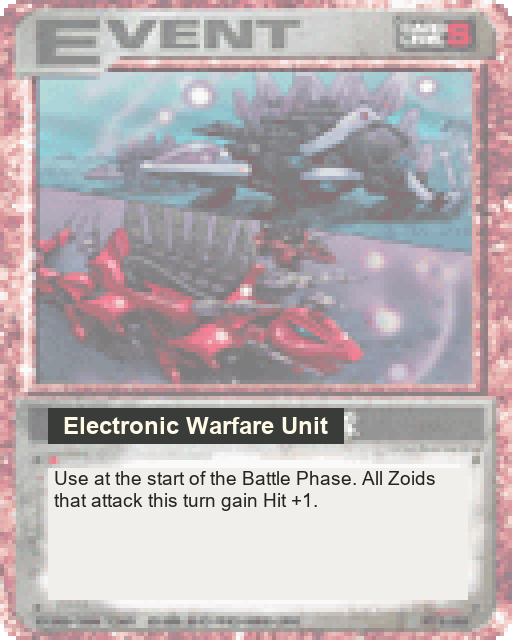 EVENT
S
Electronic Warfare Unit
Use at the start of the Battle Phase. All Zoids
that attack this turn gain Hit +1.